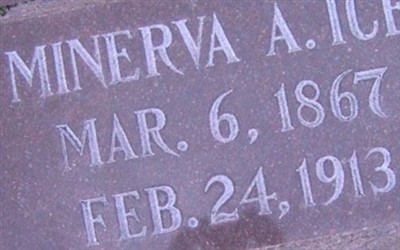 MINERVA A. ICE
MAR. 6, 1867
FEB. 24, 1913